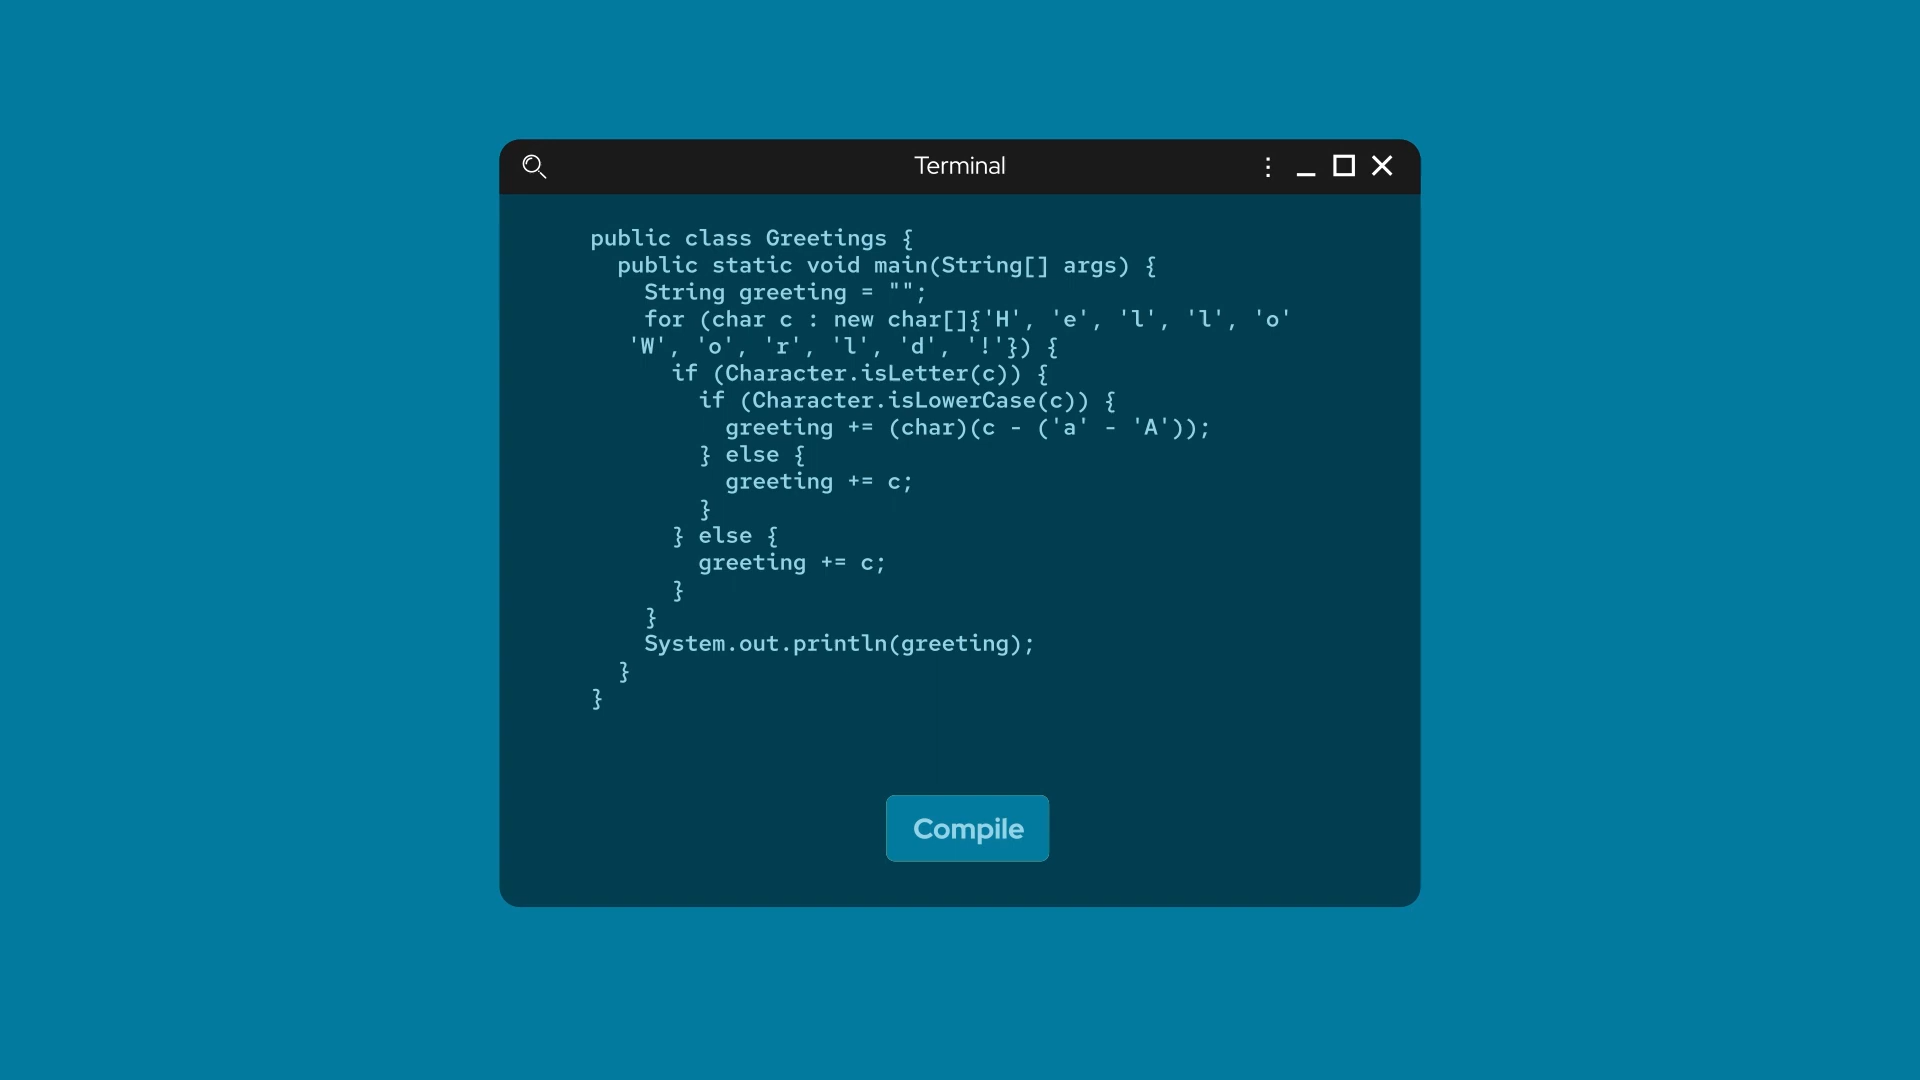 Terminal
public class Greetings {
public static void main(String[] args) {
String greeting = "";
for (char c : new char[]{'H', 'e', 'l', 'l', 'o'
'W', 'o', 'r', 'l', 'd', '!'}) {
if (Character.isLetter(c)) {
if (Character.isLowerCase(c)) {
greeting += (char)(c - ('a' - 'A'));
} else {
greeting += c;
}
} else {
greeting += c;
}
}
System.out.println(greeting);
}
}
Compile